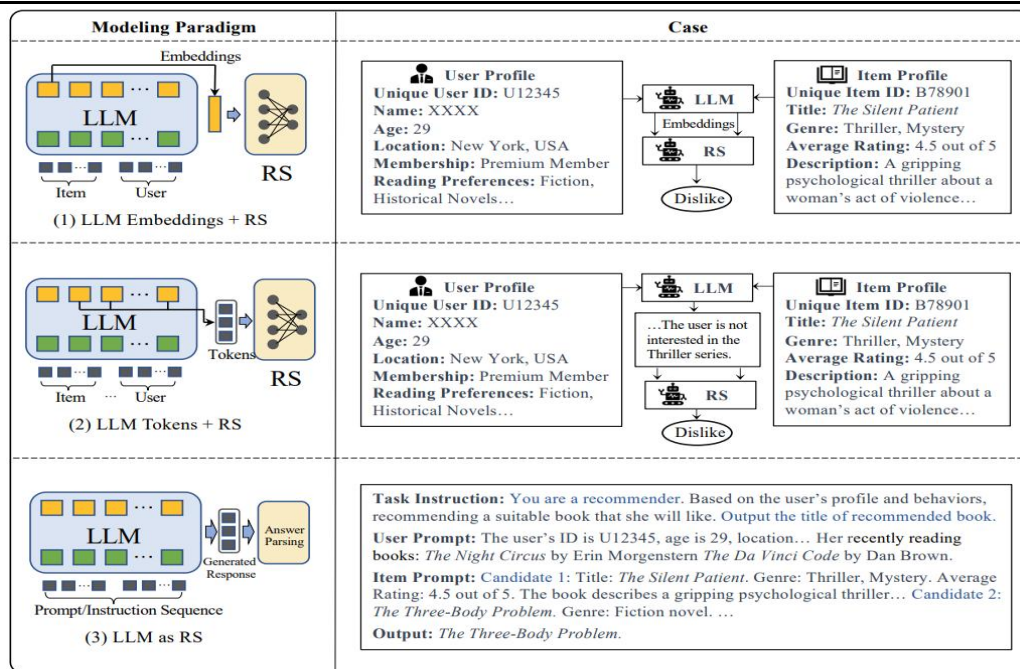 Modeling Paradigm
Case
Embeddings
LLM
Item
User
RS
(1) LLM Embeddings + RS
User Profile
Unique User ID: U12345
Name: XXXX
Age: 29
Location: New York, USA
Membership: Premium Member
Reading Preferences: Fiction,
Historical Novels…
LLM
Embeddings
RS
Dislike
Item Profile
Unique Item ID: B78901
Title: The Silent Patient
Genre: Thriller, Mystery
Average Rating: 4.5 out of 5
Description: A gripping
psychological thriller about a
woman's act of violence…
LLM
Tokens
Item … User
RS
(2) LLM Tokens + RS
User Profile
Unique User ID: U12345
Name: XXXX
Age: 29
Location: New York, USA
Membership: Premium Member
Reading Preferences: Fiction,
Historical Novels…
LLM
…The user is not
interested in the
Thriller series.
RS
Dislike
Item Profile
Unique Item ID: B78901
Title: The Silent Patient
Genre: Thriller, Mystery
Average Rating: 4.5 out of 5
Description: A gripping
psychological thriller about a
woman's act of violence…
LLM
Generated
Response
Answer
Parsing
Prompt/Instruction Sequence
(3) LLM as RS
Task Instruction: You are a recommender. Based on the user's profile and behaviors,
recommending a suitable book that she will like. Output the title of recommended book.
User Prompt: The user's ID is U12345, age is 29, location… Her recently reading
books: The Night Circus by Erin Morgenstern The Da Vinci Code by Dan Brown.
Item Prompt: Candidate 1: Title: The Silent Patient. Genre: Thriller, Mystery. Average
Rating: 4.5 out of 5. The book describes a gripping psychological thriller… Candidate 2:
The Three-Body Problem. Genre: Fiction novel. …
Output: The Three-Body Problem.